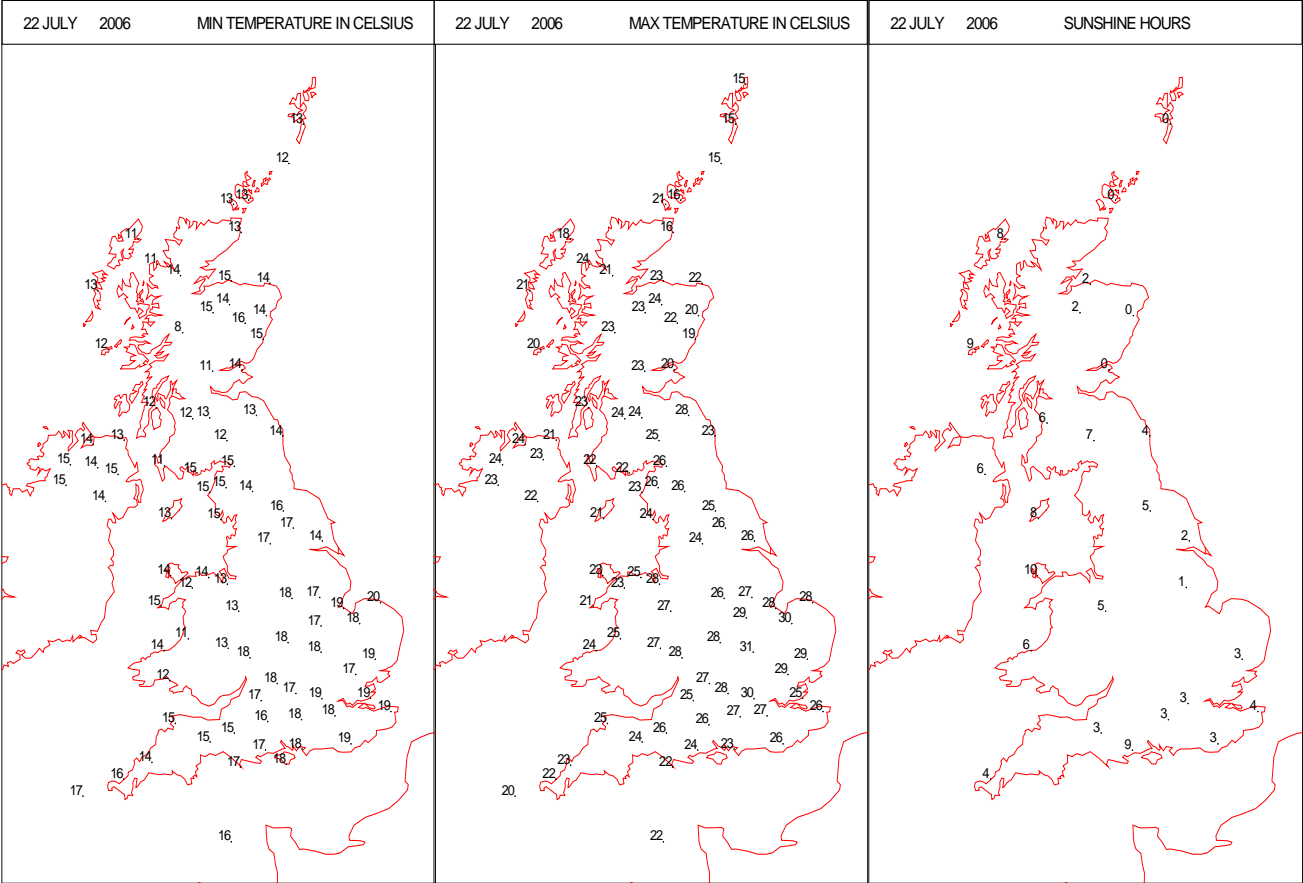 22 JULY 2006 MIN TEMPERATURE IN CELSIUS
13
12
13 13
13
11
11 14
13 15 14
14
15 16 14
8 15
12
11 14
12
12 13 13
14 13 12 14
15 14 11
15 15 15
15 15 14
14
13 15 16
17
17 14
14 14
12 13
15 18 17 20
13 19
17 18
11 18
14 13 18
18 19
12 18 17
17 19 19
19
15 16 18 18
15 15
17 18 19
14 17 18
16
17
16
22 JULY 2006 MAX TEMPERATURE IN CELSIUS
15
15
15
21 16
16
18
24 21
21 23 22
24
23 22 20
23 19
20
23 20
23
24 24 28
24 21 25 23
24 23 22
22 26
23 23 26 26
22
21 24 25
26
24 26
23 25
23 28
21 26 27 28
27 28
29 30
25 28
24 27 31
28 29
27 29
25 28 30 25
26
25 26 27 27
24 26
24 23 26
23 22
22
20
22
22 JULY 2006 SUNSHINE HOURS
0
0
8
2
2 0
9
0
6
7 4
6
8 5
2
10
1
5
6
3
3
3 4
3 3
9
4